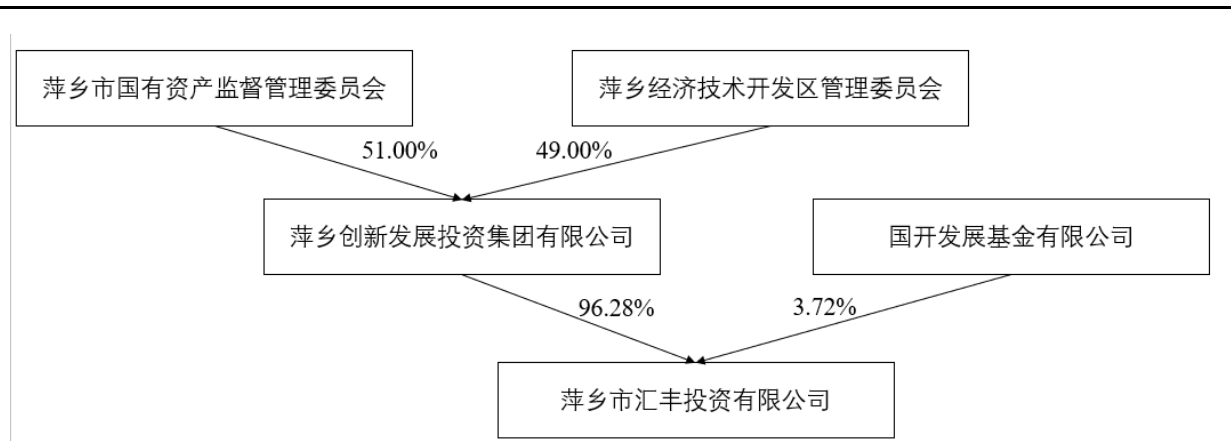 萍乡市国有资产监督管理委员会
萍乡经济技术开发区管理委员会
51.00%
49.00%
萍乡创新发展投资集团有限公司
国开发展基金有限公司
96.28%
3.72%
萍乡市汇丰投资有限公司